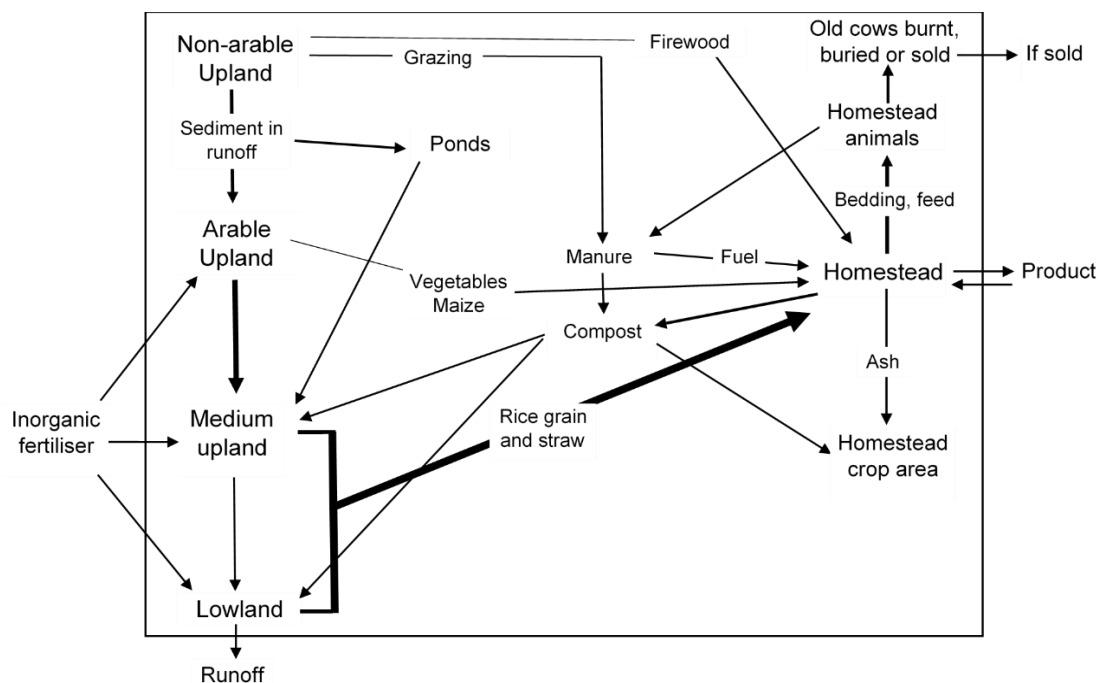 Non-arable
Upland
Firewood
Grazing
Old cows burnt,
buried or sold
If sold
Sediment in
runoff
Ponds
Homestead
animals
Bedding, feed
Arable
Upland
Manure
Fuel
Homestead
Product
Vegetables
Maize
Compost
Ash
Inorganic
fertiliser
Medium
upland
Rice grain
and straw
Homestead
crop area
Lowland
Runoff